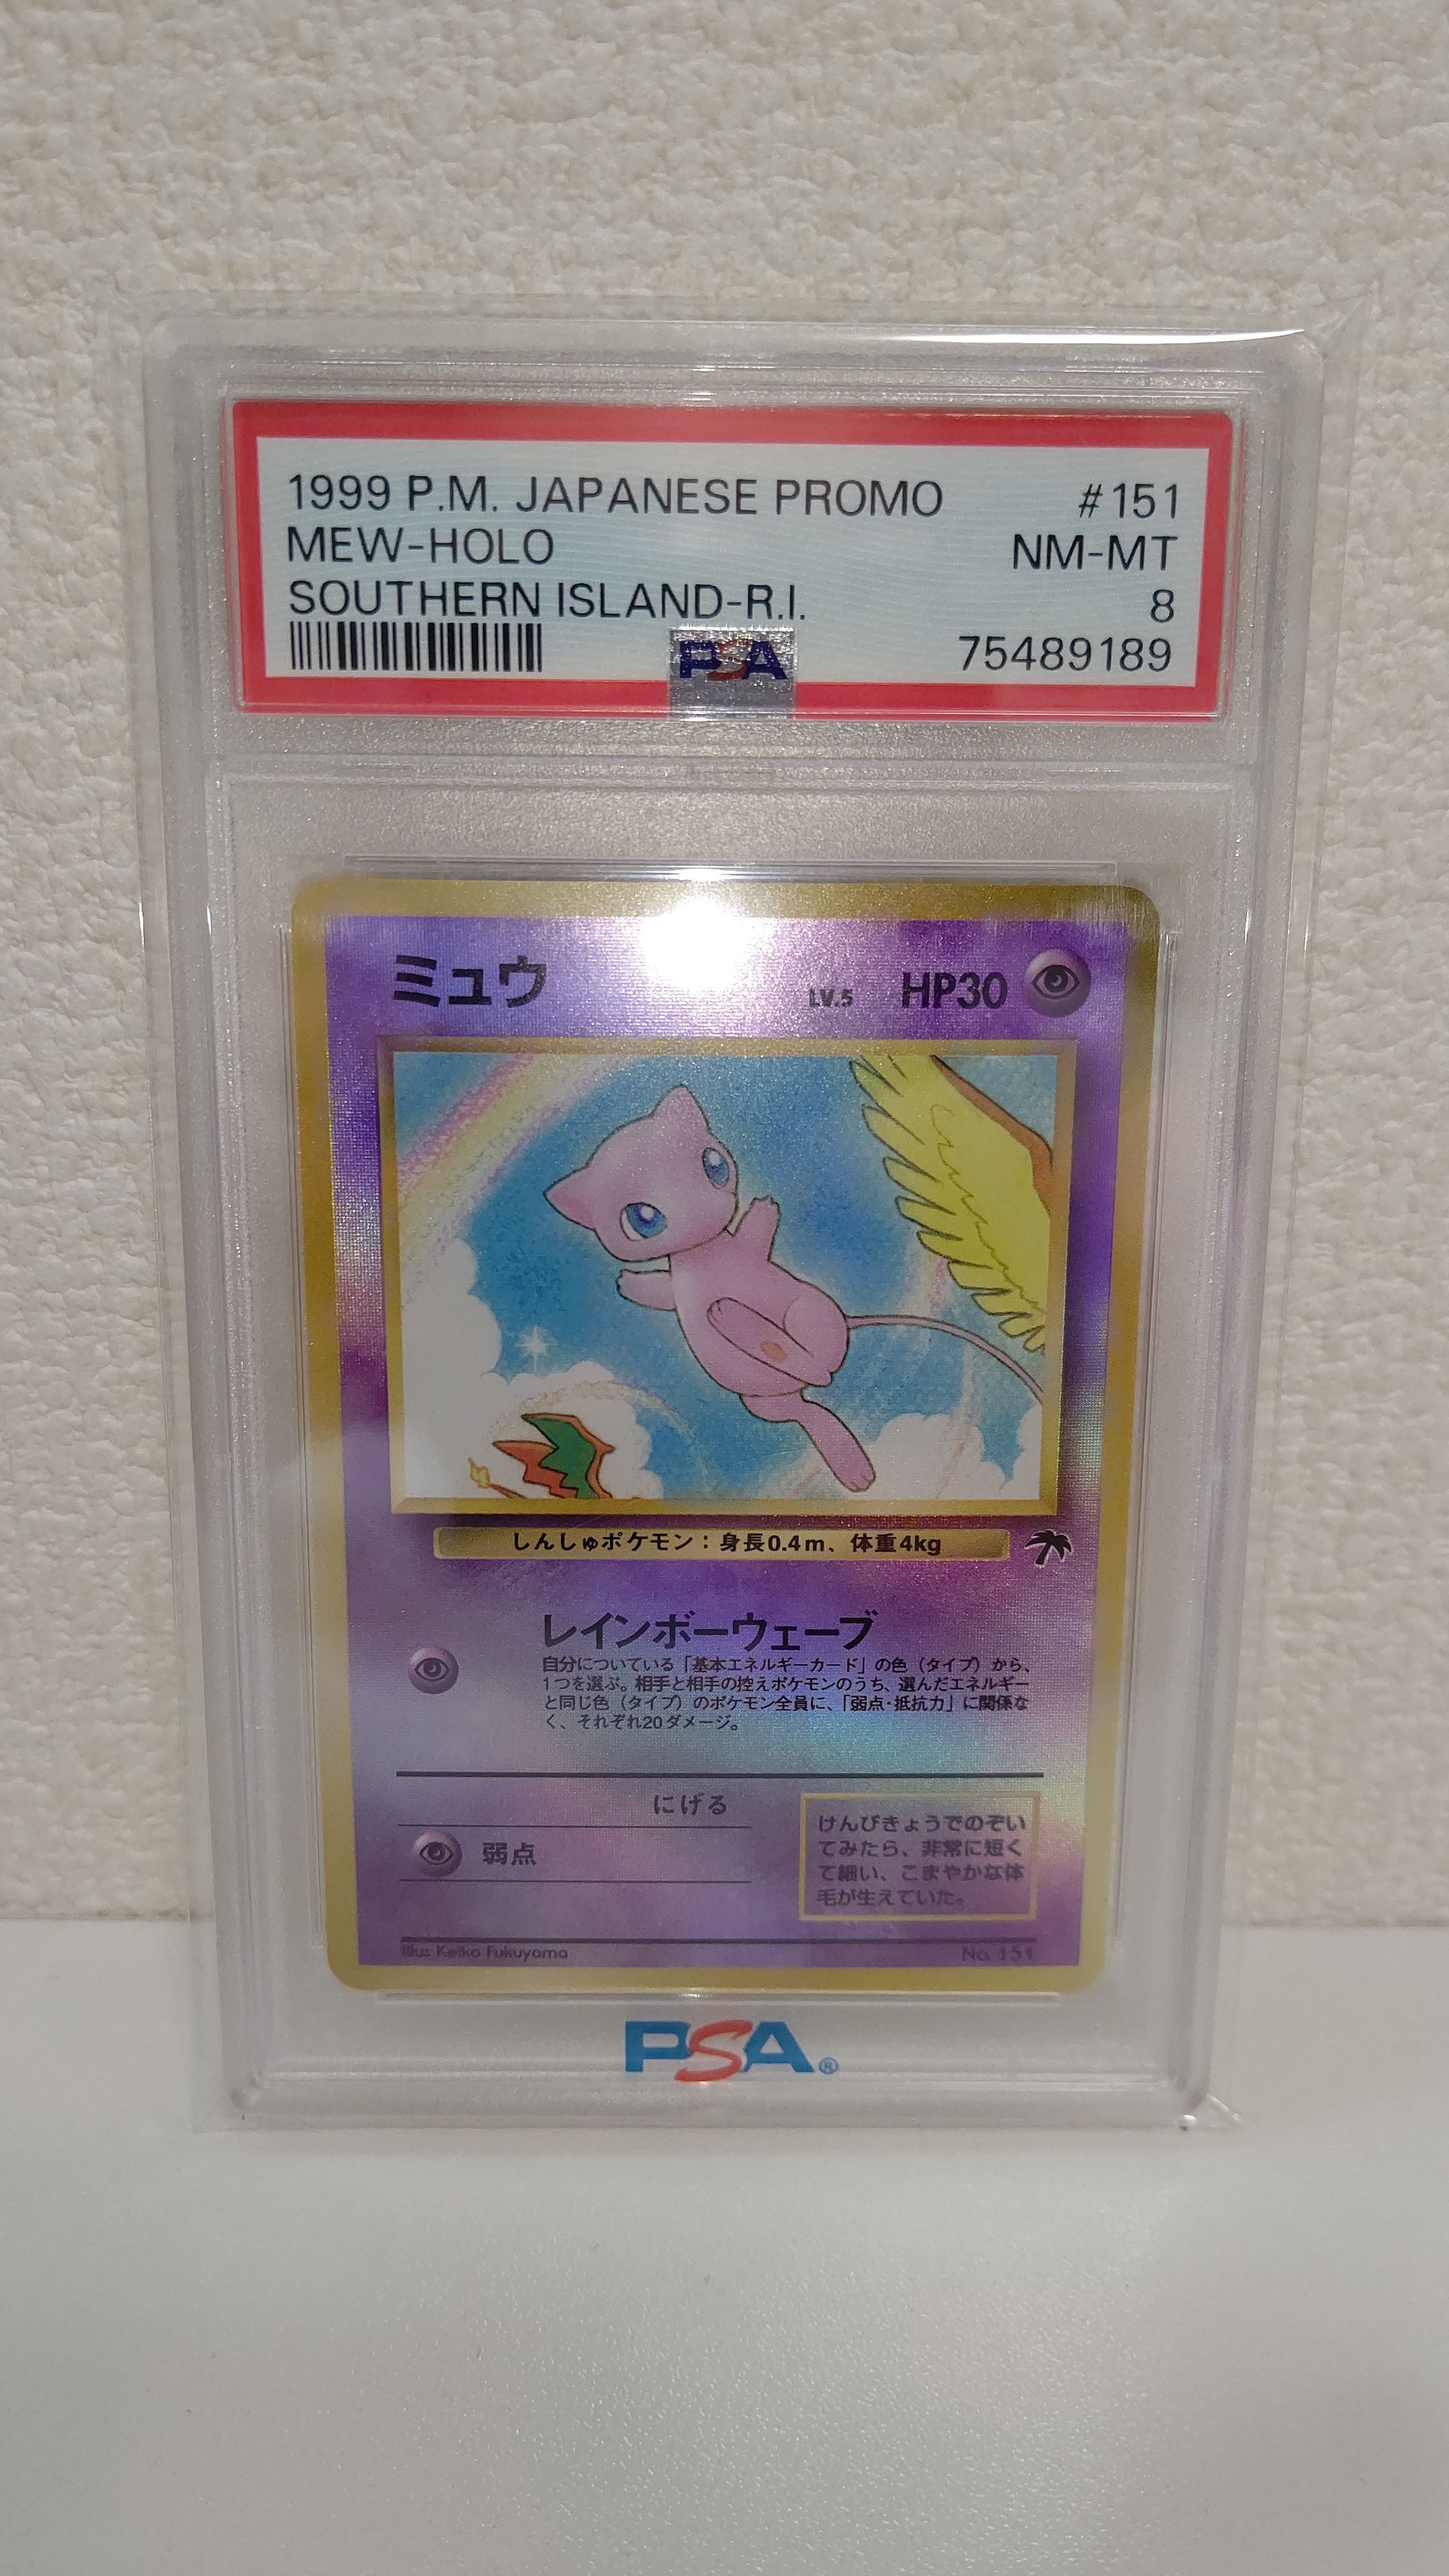 1999 P.M. JAPANESE PROMO #151
MEW-HOLO NM-MT
SOUTHERN ISLAND-R.I. 8
PSA 75489189
ミュウ LV.5 HP30
しんしゅポケモン：身長0.4m、体重4kg
レインボーウェーブ
自分についている「基本エネルギーカード」の色（タイプ）から、
1つを選ぶ。相手と相手の控えポケモンのうち、選んだエネルギー
と同じ色（タイプ）のポケモン全員に、「弱点・抵抗力」に関係な
く、それぞれ20ダメージ。
にげる
弱点
けんびきょうでのぞい
てみたら、非常に短く
て細い、こまやかな体
毛が生えていた。
Illus. Keiko Fukuyama No. 151
PSA®